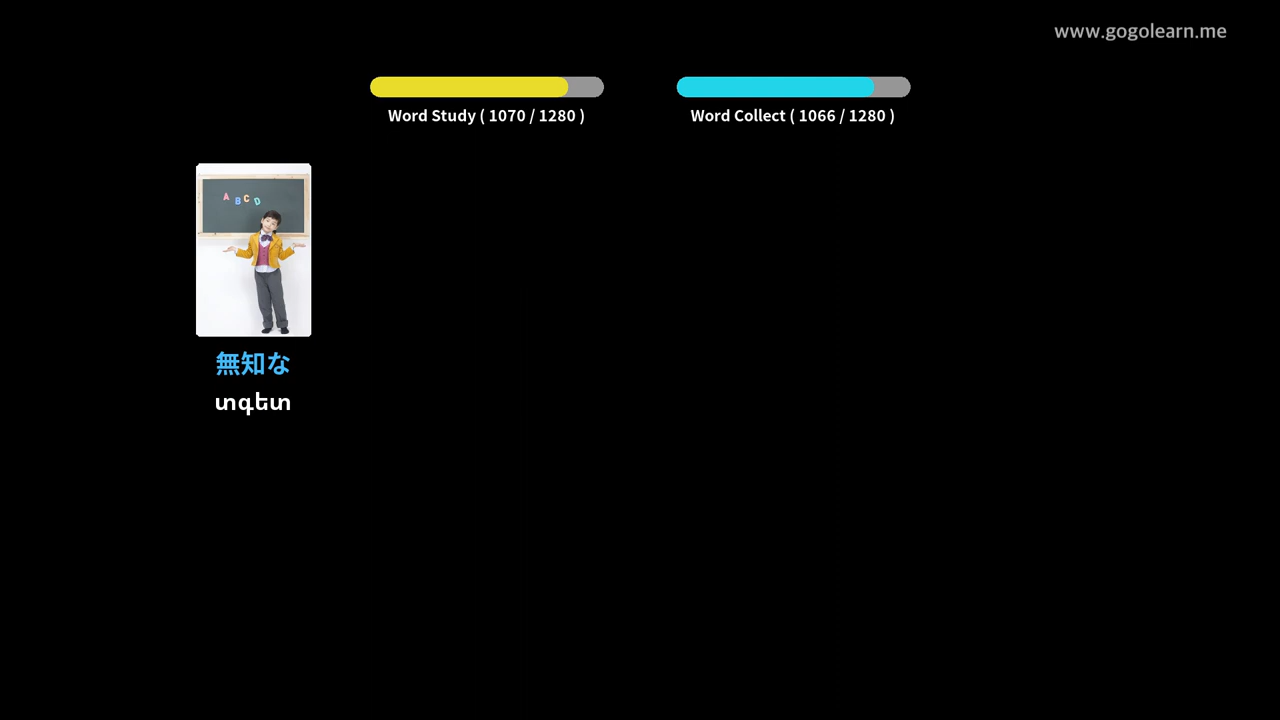 www.gogolearn.me
Word Study ( 1070 / 1280 )
Word Collect ( 1066 / 1280 )
A B C D
無知な
տգետ